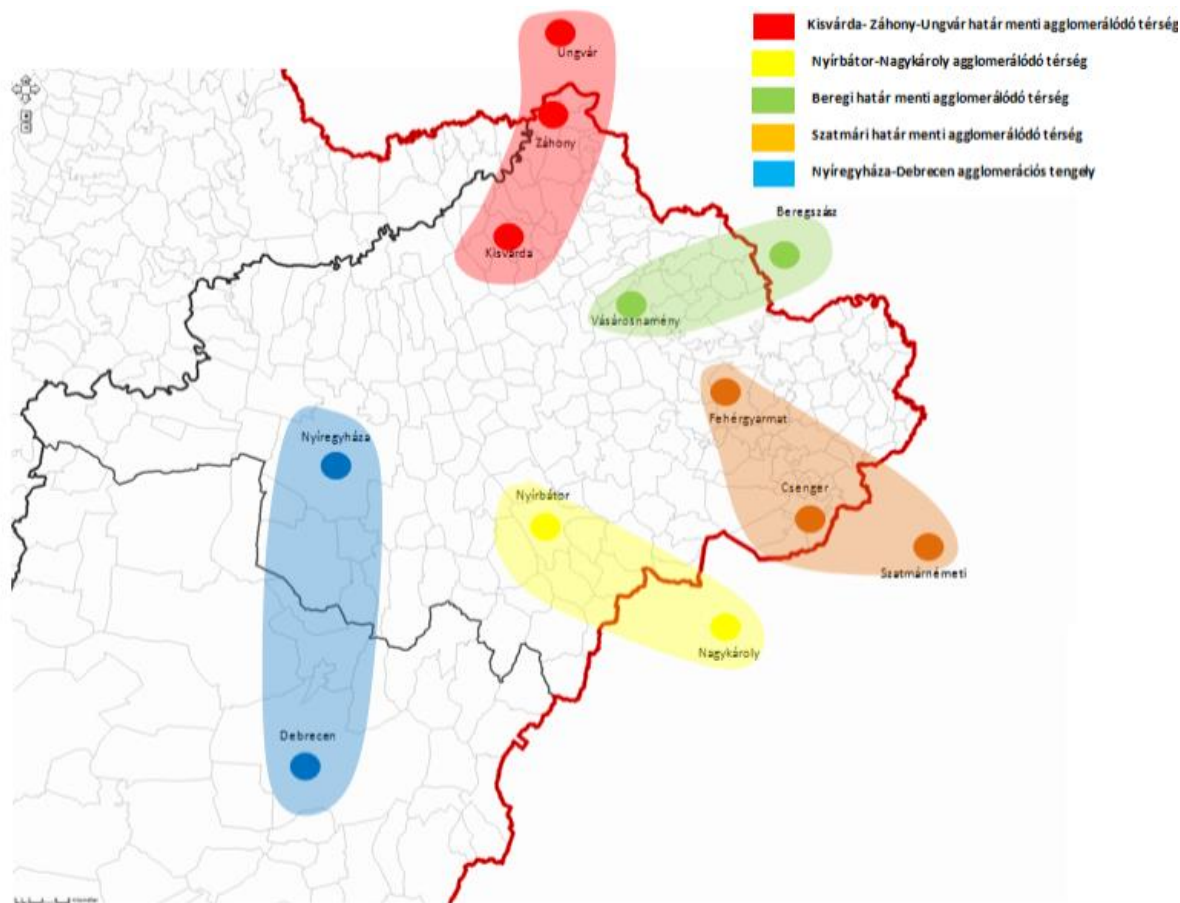 Kisvárda- Záhony-Ungvár határ menti agglomerálódó térség
Nyírbátor-Nagykároly agglomerálódó térség
Beregi határ menti agglomerálódó térség
Szatmári határ menti agglomerálódó térség
Nyíregyháza-Debrecen agglomerációs tengely
Ungvár
Záhony
Beregszász
Kisvárda
Vásárosnamény
Fehérgyarmat
Nyíregyháza
Csenger
Nyírbátor
Szatmárnémeti
Nagykároly
Debrecen